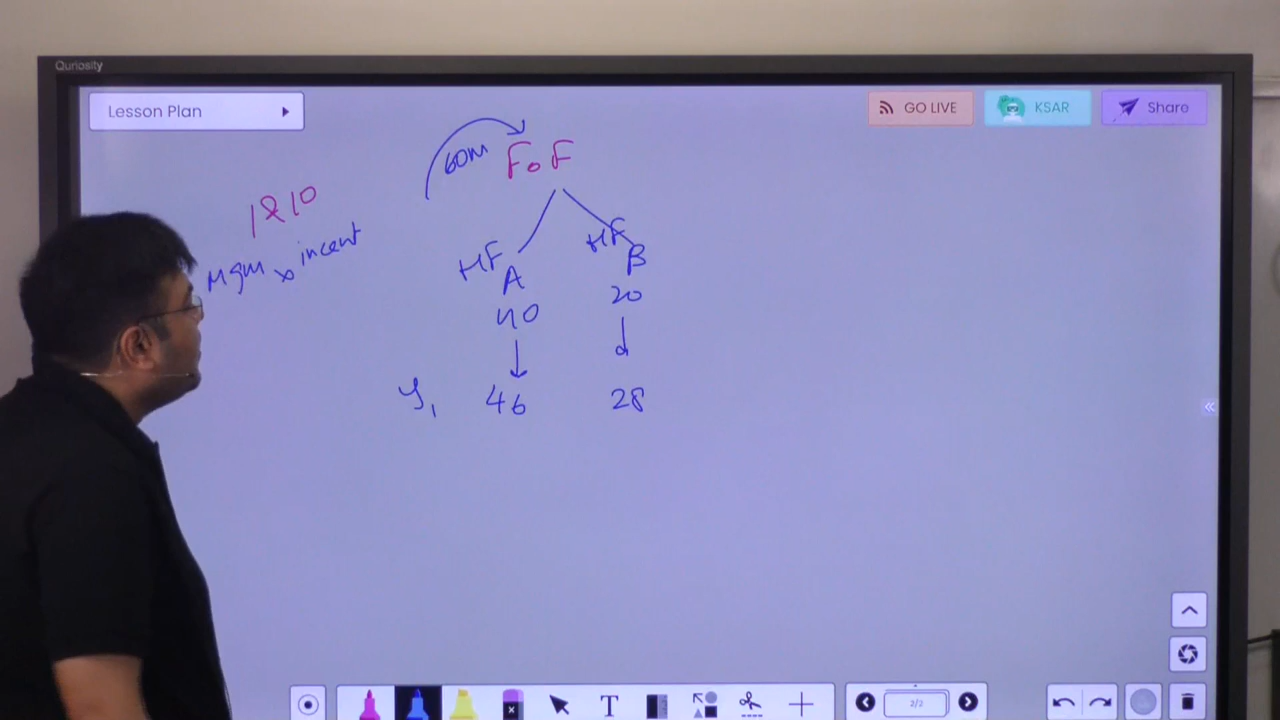 Quriosity
Lesson Plan
GO LIVE
KSAR
Share
60m
FoF
1&10
Mgm x incent
HF
A
HF
B
40
20
Y1 46 28
T
2/2